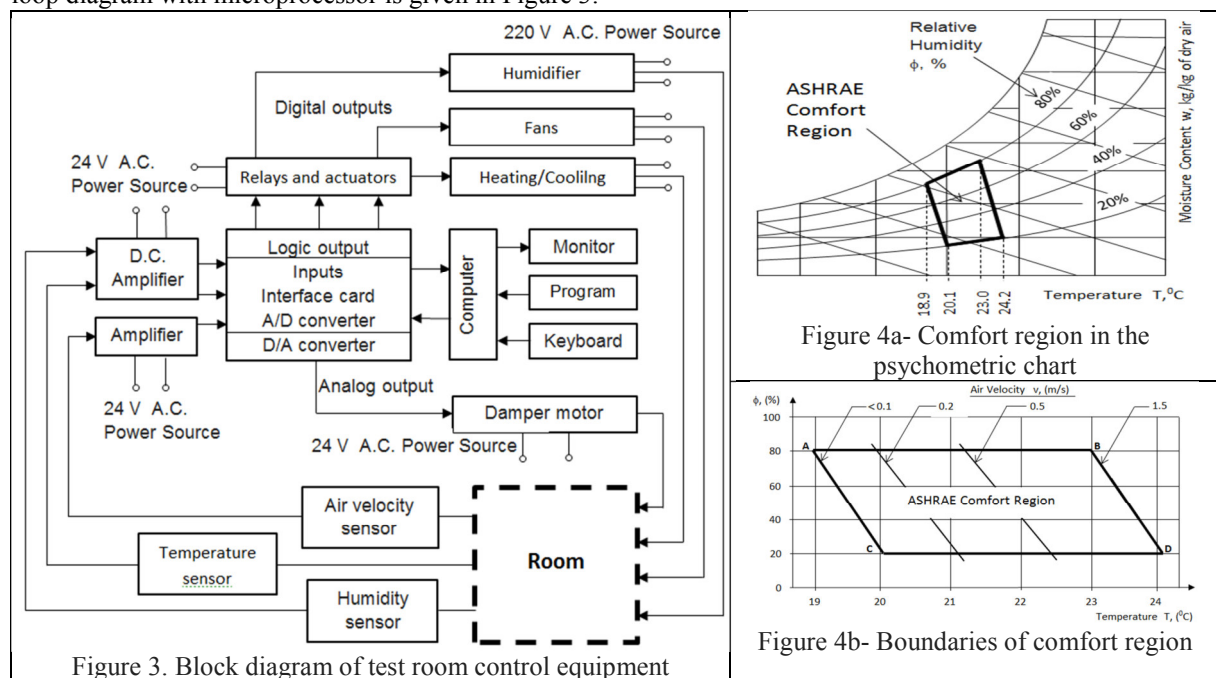 loop diagram with microprocessor is given in Figure 3.
220 V A.C. Power Source
Humidifier
Digital outputs
Fans
24 V A.C.
Power Source
Relays and actuators
Heating/Coolilng
Logic output
D.C.
Amplifier
Inputs
Interface card
A/D converter
D/A converter
Computer
Monitor
Program
Keyboard
Amplifier
24 V A.C.
Power Source
Analog output
Damper motor
24 V A.C. Power Source
Air velocity
sensor
Temperature
sensor
Humidity
sensor
Room
Figure 3. Block diagram of test room control equipment
Relative
Humidity
ϕ, %
ASHRAE
Comfort
Region
80%
60%
40%
20%
Moisture Content w, kg/kg of dry air
18.9
20.1
23.0
24.2
Temperature T,⁰C
Figure 4a- Comfort region in the
psychometric chart
Air Velocity v, (m/s)
ϕ, (%)
<0.1
0.2
0.5
1.5
100
80
60
40
20
0
A
B
C
D
ASHRAE Comfort Region
19
20
21
22
23
24
Temperature T, (⁰C)
Figure 4b- Boundaries of comfort region